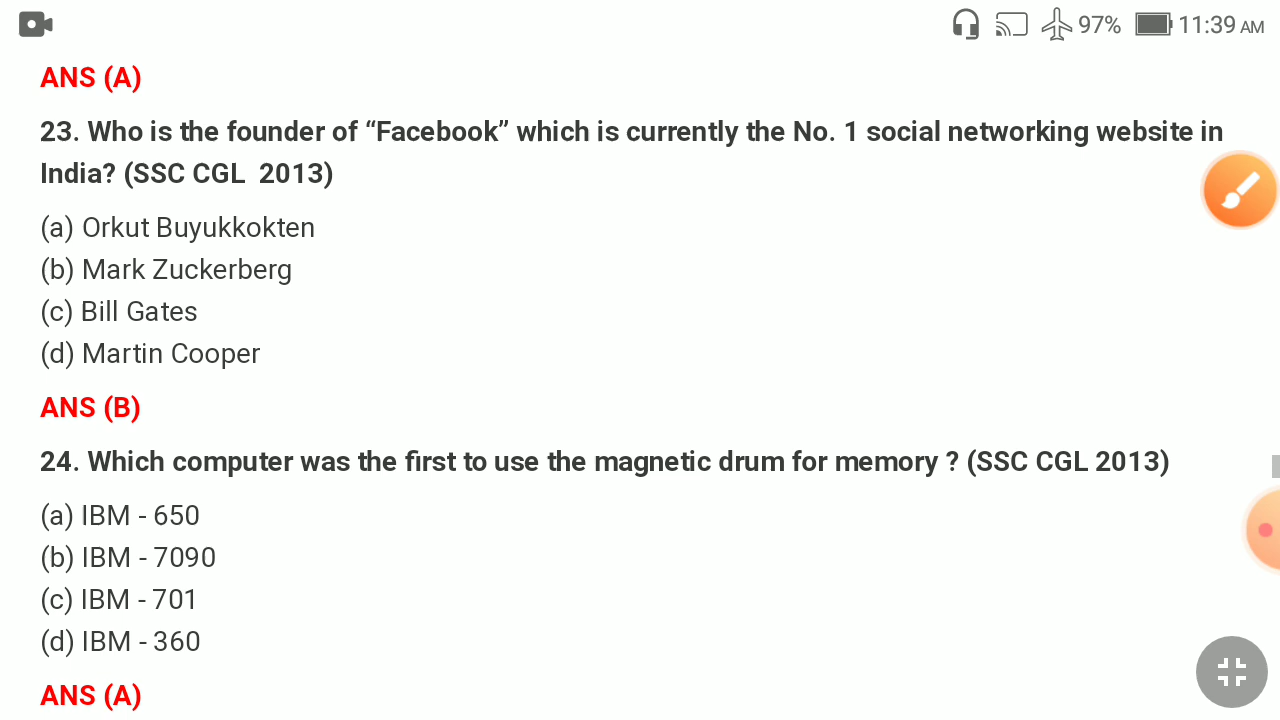 97% 11:39 AM
ANS (A)
23. Who is the founder of “Facebook” which is currently the No. 1 social networking website in
India? (SSC CGL  2013)
(a) Orkut Buyukkokten
(b) Mark Zuckerberg
(c) Bill Gates
(d) Martin Cooper
ANS (B)
24. Which computer was the first to use the magnetic drum for memory ? (SSC CGL 2013)
(a) IBM - 650
(b) IBM - 7090
(c) IBM - 701
(d) IBM - 360
ANS (A)